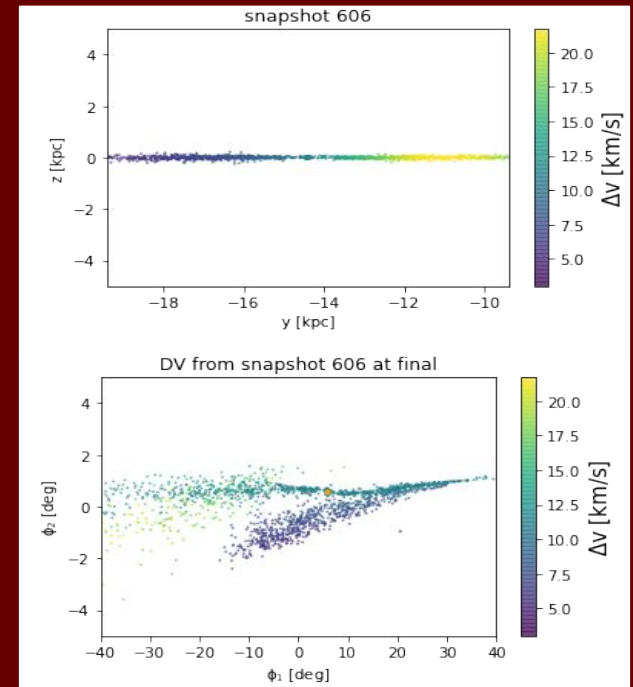 snapshot 606
4
2
0
−2
−4
z [kpc]
−18 −16 −14 −12 −10
y [kpc]
20.0
17.5
15.0
12.5
10.0
7.5
5.0
Δv [km/s]
DV from snapshot 606 at final
4
2
0
−2
−4
ϕ₂ [deg]
−40 −30 −20 −10 0 10 20 30 40
ϕ₁ [deg]
20.0
17.5
15.0
12.5
10.0
7.5
5.0
Δv [km/s]